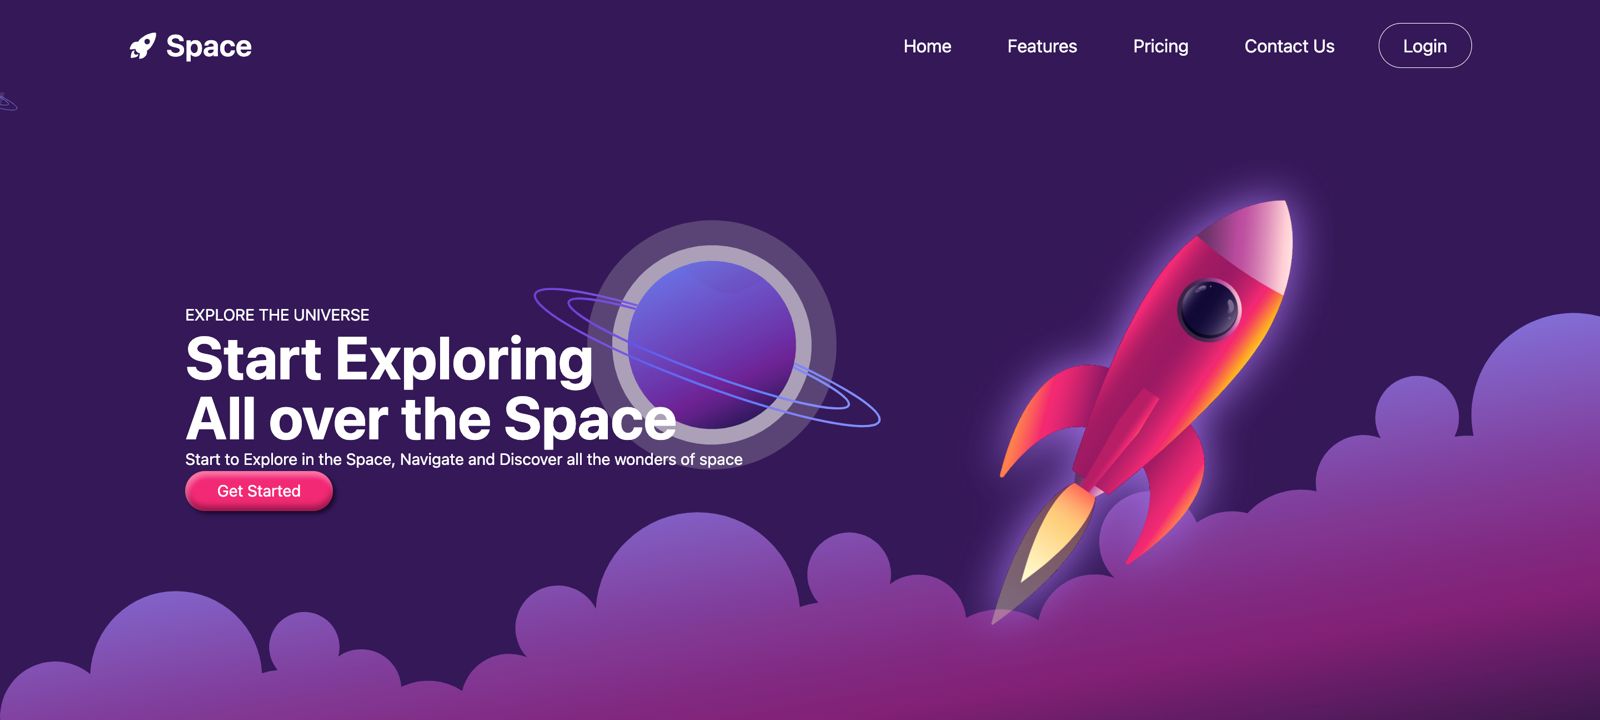 Space
Home
Features
Pricing
Contact Us
Login
EXPLORE THE UNIVERSE
Start Exploring
All over the Space
Start to Explore in the Space, Navigate and Discover all the wonders of space
Get Started